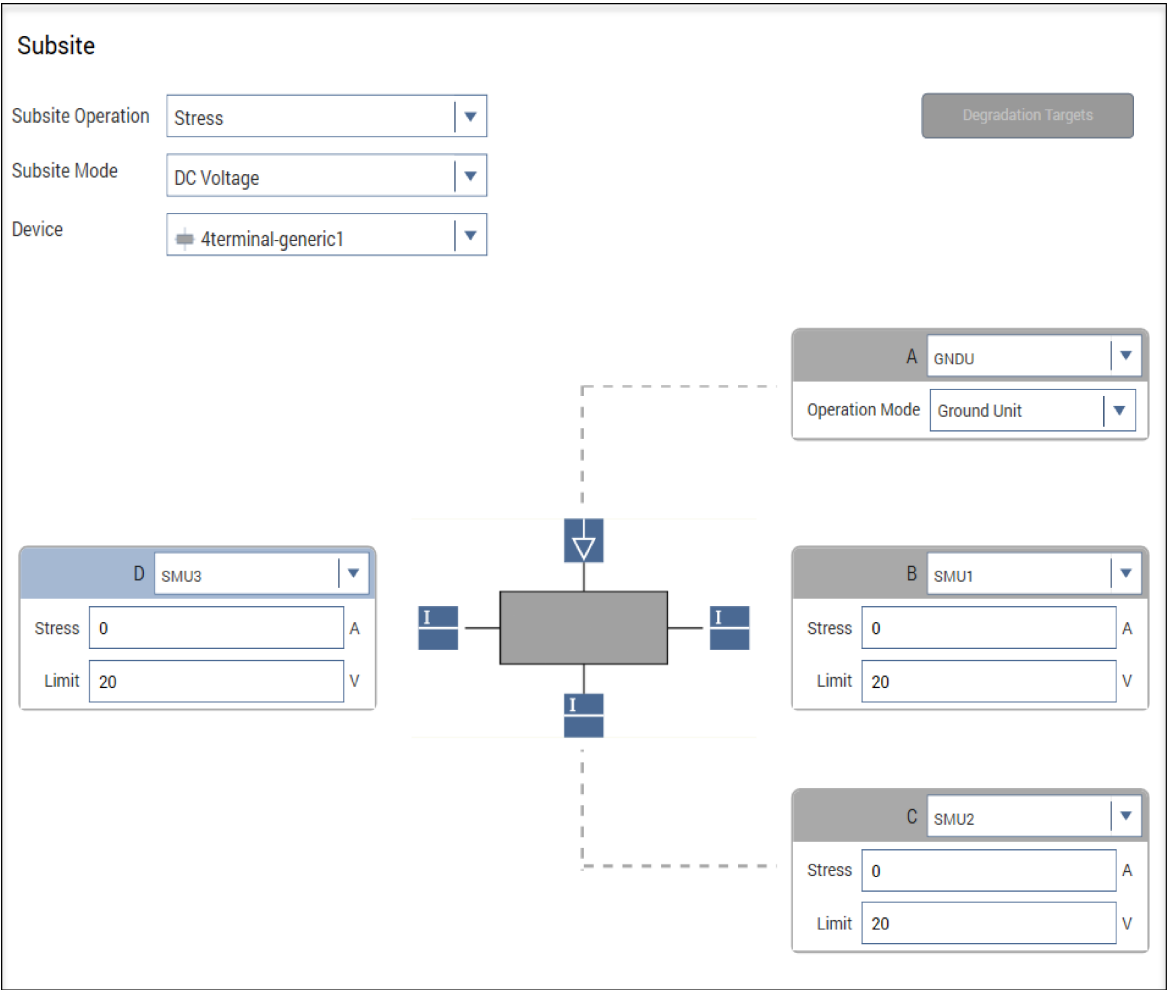 Subsite
Subsite Operation Stress
Degradation Targets
Subsite Mode DC Voltage
Device 4terminal-generic1
A GNDU
Operation Mode Ground Unit
D SMU3
Stress 0 A
Limit 20 V
I
I
I
B SMU1
Stress 0 A
Limit 20 V
C SMU2
Stress 0 A
Limit 20 V